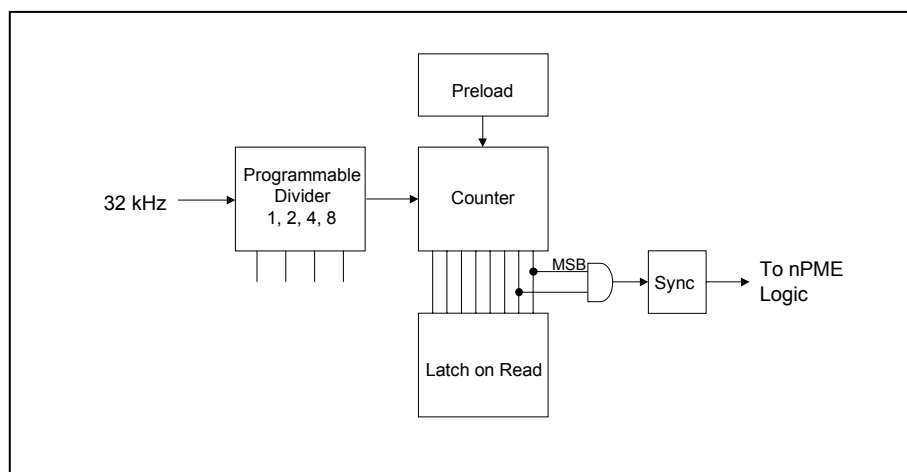 Preload
Programmable
Divider
1, 2, 4, 8
32 kHz
Counter
MSB
Sync
To nPME
Logic
Latch on Read